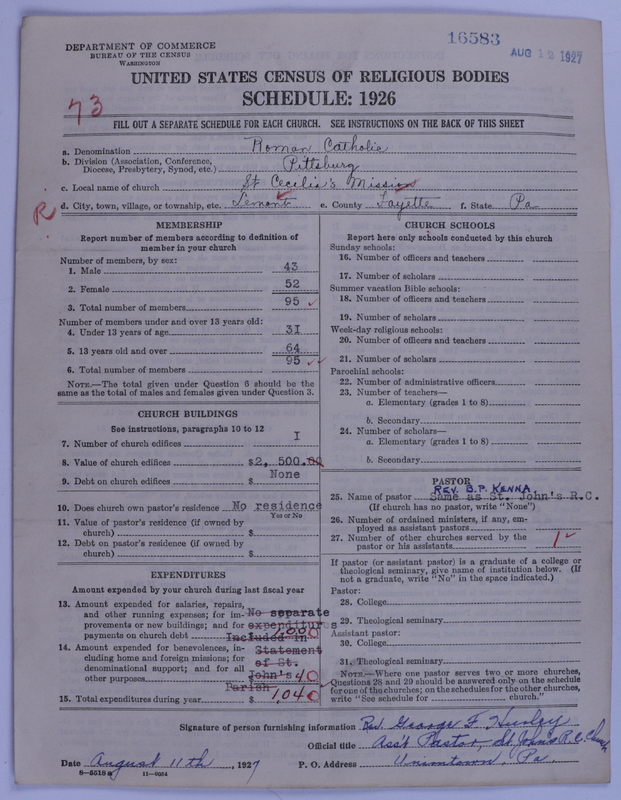 16583
AUG 12 1927
DEPARTMENT OF COMMERCE
BUREAU OF THE CENSUS
WASHINGTON
UNITED STATES CENSUS OF RELIGIOUS BODIES
SCHEDULE: 1926
73
FILL OUT A SEPARATE SCHEDULE FOR EACH CHURCH. SEE INSTRUCTIONS ON THE BACK OF THIS SHEET
a. Denomination Roman Catholic
b. Division (Association, Conference,
Diocese, Presbytery, Synod, etc.) Pittsburg
c. Local name of church St Cecilia's Mission
R d. City, town, village, or township, etc. Lemont e. County Fayette f. State Pa
MEMBERSHIP
Report number of members according to definition of
member in your church
Number of members, by sex:
1. Male 43
2. Female 52
3. Total number of members 95
Number of members under and over 13 years old:
4. Under 13 years of age 31
5. 13 years old and over 64
6. Total number of members 95
NOTE.—The total given under Question 6 should be the
same as the total of males and females given under Question 3.
CHURCH BUILDINGS
See instructions, paragraphs 10 to 12
7. Number of church edifices I
8. Value of church edifices $2,500.00
9. Debt on church edifices $ None
10. Does church own pastor's residence No residence
Yes or No
11. Value of pastor's residence (if owned by
church) $
12. Debt on pastor's residence (if owned by
church) $
EXPENDITURES
Amount expended by your church during last fiscal year
13. Amount expended for salaries, repairs,
and other running expenses; for im-
provements or new buildings; and for
payments on church debt No separate
expenditures
Included in
1000
14. Amount expended for benevolences, in-
cluding home and foreign missions; for
denominational support; and for all
other purposes Statement
of St.
John's 40
Parish
15. Total expenditures during year $ 1,040
CHURCH SCHOOLS
Report here only schools conducted by this church
Sunday schools:
16. Number of officers and teachers
17. Number of scholars
Summer vacation Bible schools:
18. Number of officers and teachers
19. Number of scholars
Week-day religious schools:
20. Number of officers and teachers
21. Number of scholars
Parochial schools:
22. Number of administrative officers
23. Number of teachers—
a. Elementary (grades 1 to 8)
b. Secondary
24. Number of scholars—
a. Elementary (grades 1 to 8)
b. Secondary
PASTOR
REV. B.P. KENNA.
25. Name of pastor Same as St. John's R.C.
(If church has no pastor, write "None")
26. Number of ordained ministers, if any, em-
ployed as assistant pastors
27. Number of other churches served by the
pastor or his assistants 1
If pastor (or assistant pastor) is a graduate of a college or
theological seminary, give name of institution below. (If
not a graduate, write "No" in the space indicated.)
Pastor:
28. College
29. Theological seminary
Assistant pastor:
30. College
31. Theological seminary
NOTE.—Where one pastor serves two or more churches,
Questions 28 and 29 should be answered only on the schedule
for one of the churches; on the schedules for the other churches,
write "See schedule for church."
Signature of person furnishing information Rev. George F. Hurley
Official title Ass't Pastor, St John's R.C. Church
Date August 11th, 1927 P. O. Address Uniontown, Pa.
8-5518a 11-9054